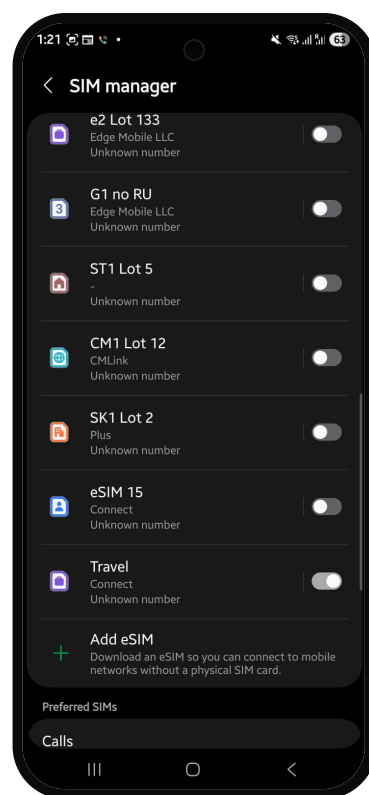 1:21
63
SIM manager
e2 Lot 133
Edge Mobile LLC
Unknown number
3
G1 no RU
Edge Mobile LLC
Unknown number
ST1 Lot 5
-
Unknown number
CM1 Lot 12
CMLink
Unknown number
SK1 Lot 2
Plus
Unknown number
eSIM 15
Connect
Unknown number
Travel
Connect
Unknown number
Add eSIM
Download an eSIM so you can connect to mobile
networks without a physical SIM card.
Preferred SIMs
Calls